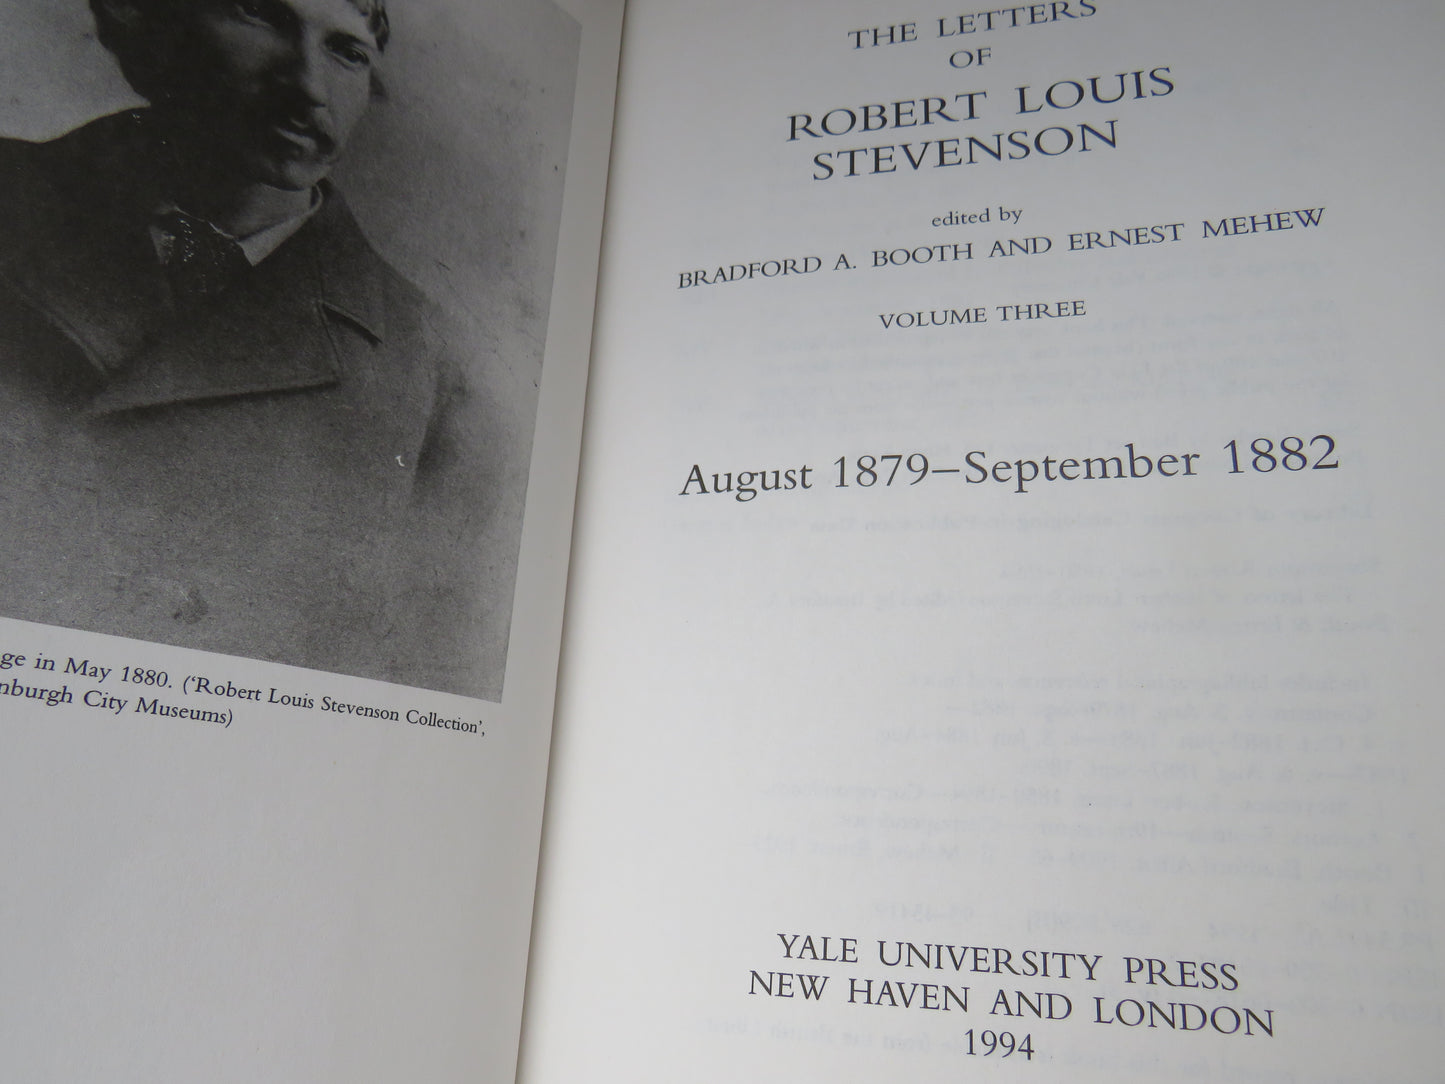 ge in May 1880. ('Robert Louis Stevenson Collection',
nburgh City Museums)
THE LETTERS
OF
ROBERT LOUIS
STEVENSON
edited by
BRADFORD A. BOOTH AND ERNEST MEHEW
VOLUME THREE
August 1879–September 1882
YALE UNIVERSITY PRESS
NEW HAVEN AND LONDON
1994